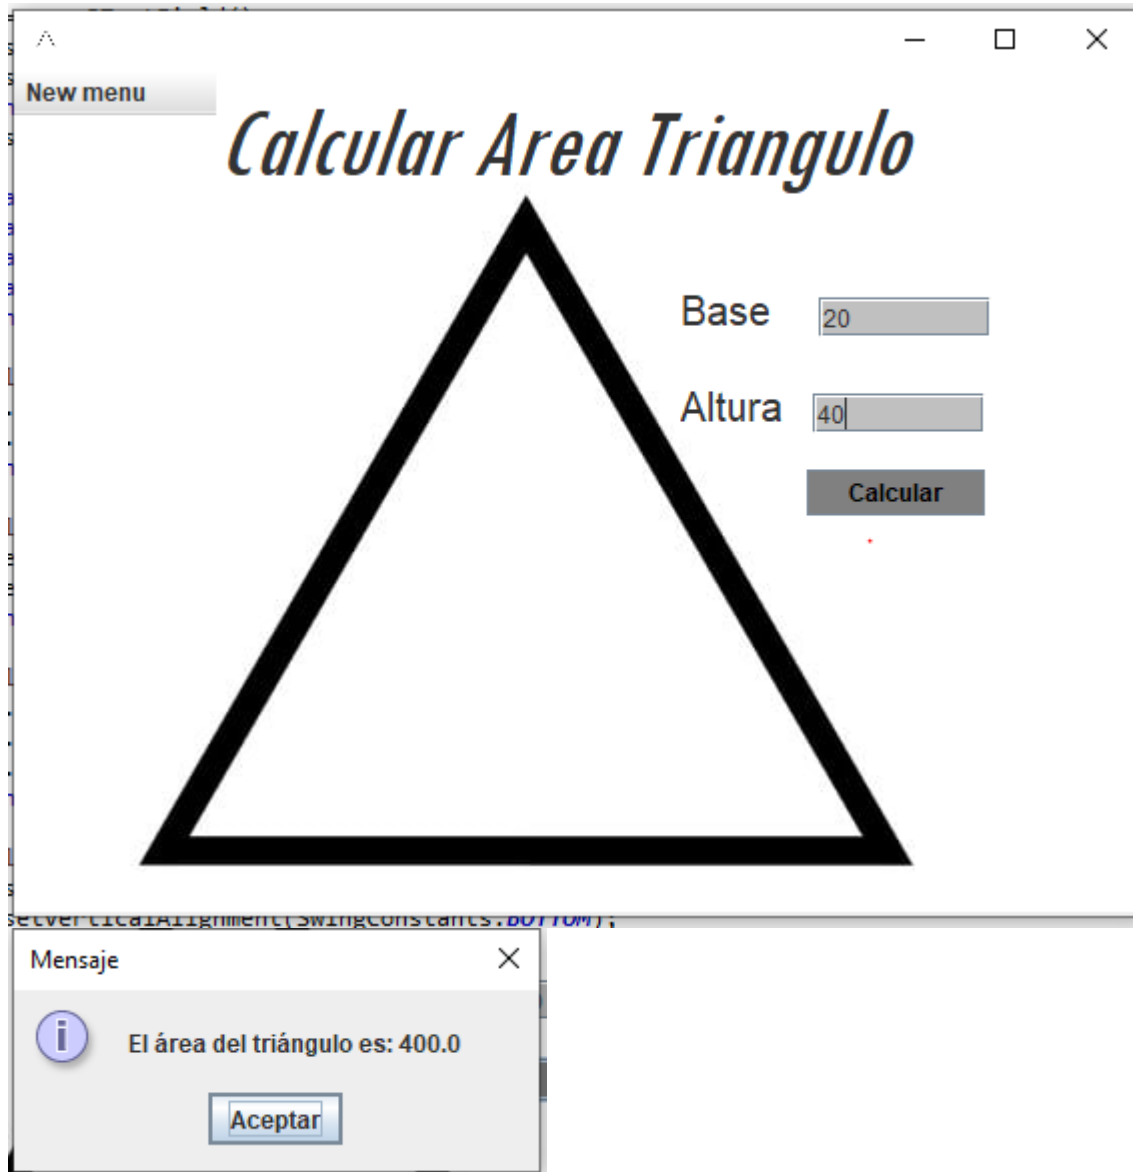 New menu
Calcular Area Triangulo
Base 20
Altura 40
Calcular
*
setVerticalAlignment(SwingConstants.BOTTOM);
Mensaje
El área del triángulo es: 400.0
Aceptar